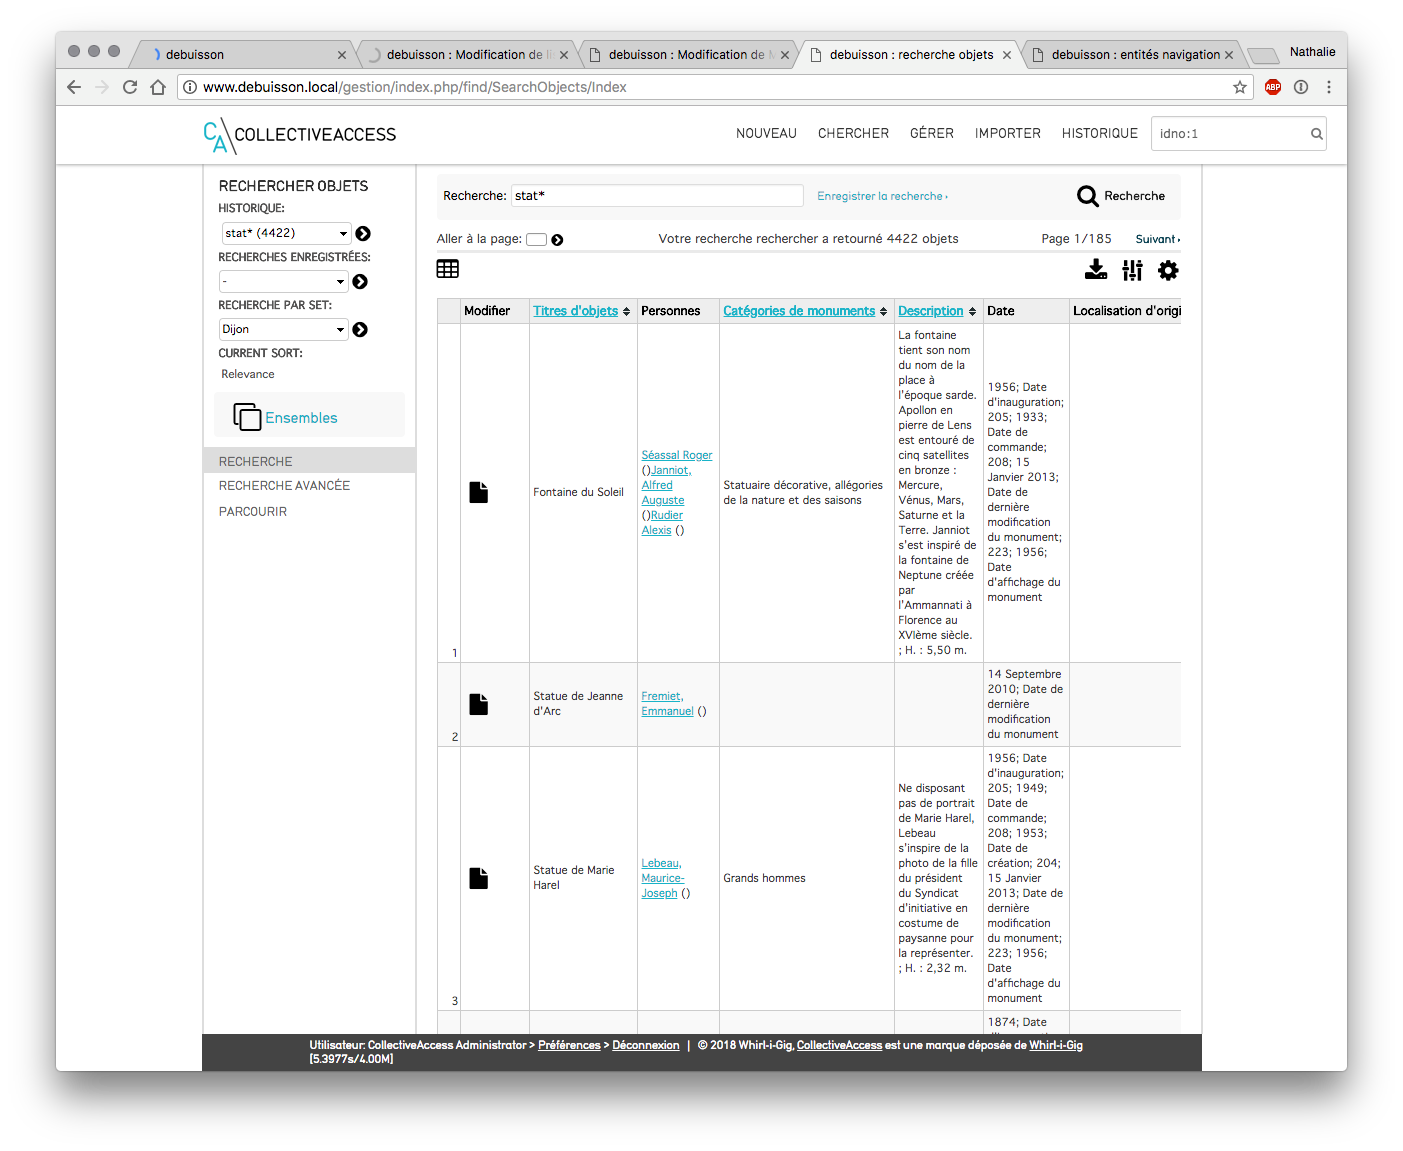 debuisson
debuisson : Modification de li
debuisson : Modification de M
debuisson : recherche objets
debuisson : entités navigation
Nathalie
www.debuisson.local/gestion/index.php/find/SearchObjects/Index
ABP
CA COLLECTIVEACCESS
NOUVEAU
CHERCHER
GÉRER
IMPORTER
HISTORIQUE
idno:1
RECHERCHER OBJETS
HISTORIQUE:
stat* (4422)
RECHERCHES ENREGISTRÉES:
-
RECHERCHE PAR SET:
Dijon
CURRENT SORT:
Relevance
Ensembles
RECHERCHE
RECHERCHE AVANCÉE
PARCOURIR
Recherche: stat*
Enregistrer la recherche ›
Recherche
Aller à la page:
Votre recherche rechercher a retourné 4422 objets
Page 1/185
Suivant ›
Modifier
Titres d'objets
Personnes
Catégories de monuments
Description
Date
Localisation d'origi
1
Fontaine du Soleil
Séassal Roger
()Janniot,
Alfred
Auguste
()Rudier
Alexis ()
Statuaire décorative, allégories
de la nature et des saisons
La fontaine
tient son nom
du nom de la
place à
l'époque sarde.
Apollon en
pierre de Lens
est entouré de
cinq satellites
en bronze :
Mercure,
Vénus, Mars,
Saturne et la
Terre. Janniot
s'est inspiré de
la fontaine de
Neptune créée
par
l'Ammannati à
Florence au
XVIème siècle.
; H. : 5,50 m.
1956; Date
d'inauguration;
205; 1933;
Date de
commande;
208; 15
Janvier 2013;
Date de
dernière
modification
du monument;
223; 1956;
Date
d'affichage du
monument
2
Statue de Jeanne
d'Arc
Fremiet,
Emmanuel ()
14 Septembre
2010; Date de
dernière
modification
du monument
3
Statue de Marie
Harel
Lebeau,
Maurice-
Joseph ()
Grands hommes
Ne disposant
pas de portrait
de Marie Harel,
Lebeau
s'inspire de la
photo de la fille
du président
du Syndicat
d'initiative en
costume de
paysanne pour
la représenter.
; H. : 2,32 m.
1956; Date
d'inauguration;
205; 1949;
Date de
commande;
208; 1953;
Date de
création; 204;
15 Janvier
2013; Date de
dernière
modification
du monument;
223; 1956;
Date
d'affichage du
monument
1874; Date
Utilisateur: CollectiveAccess Administrator > Préférences > Déconnexion | © 2018 Whirl-i-Gig, CollectiveAccess est une marque déposée de Whirl-i-Gig
[5.3977s/4.00M]